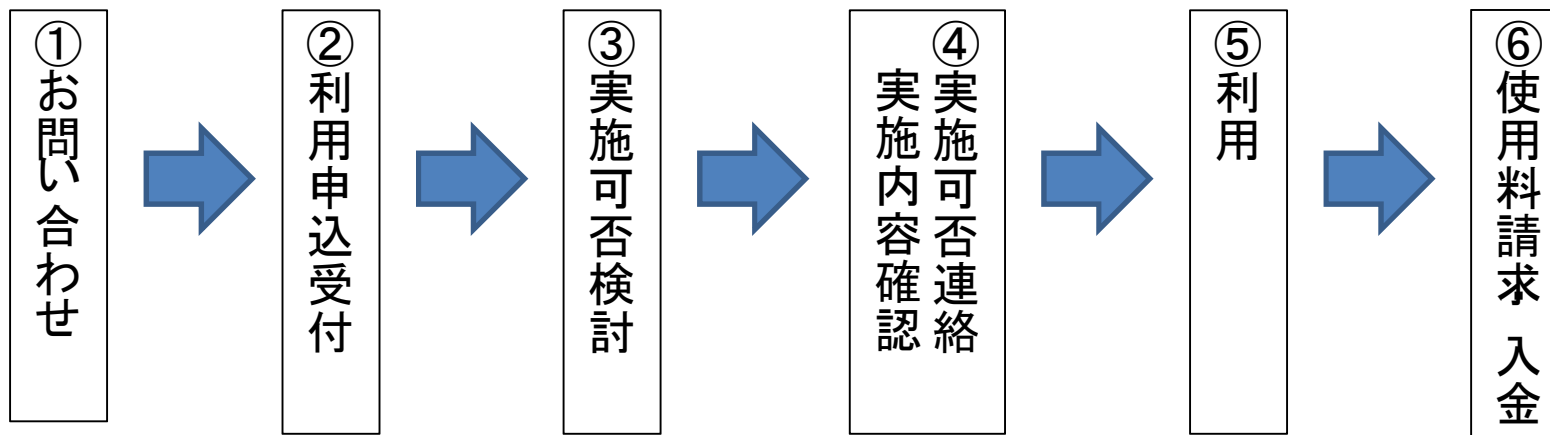 ①お問い合わせ
②利用申込受付
③実施可否検討
④実施可否連絡
実施内容確認
⑤利用
⑥使用料請求・入金